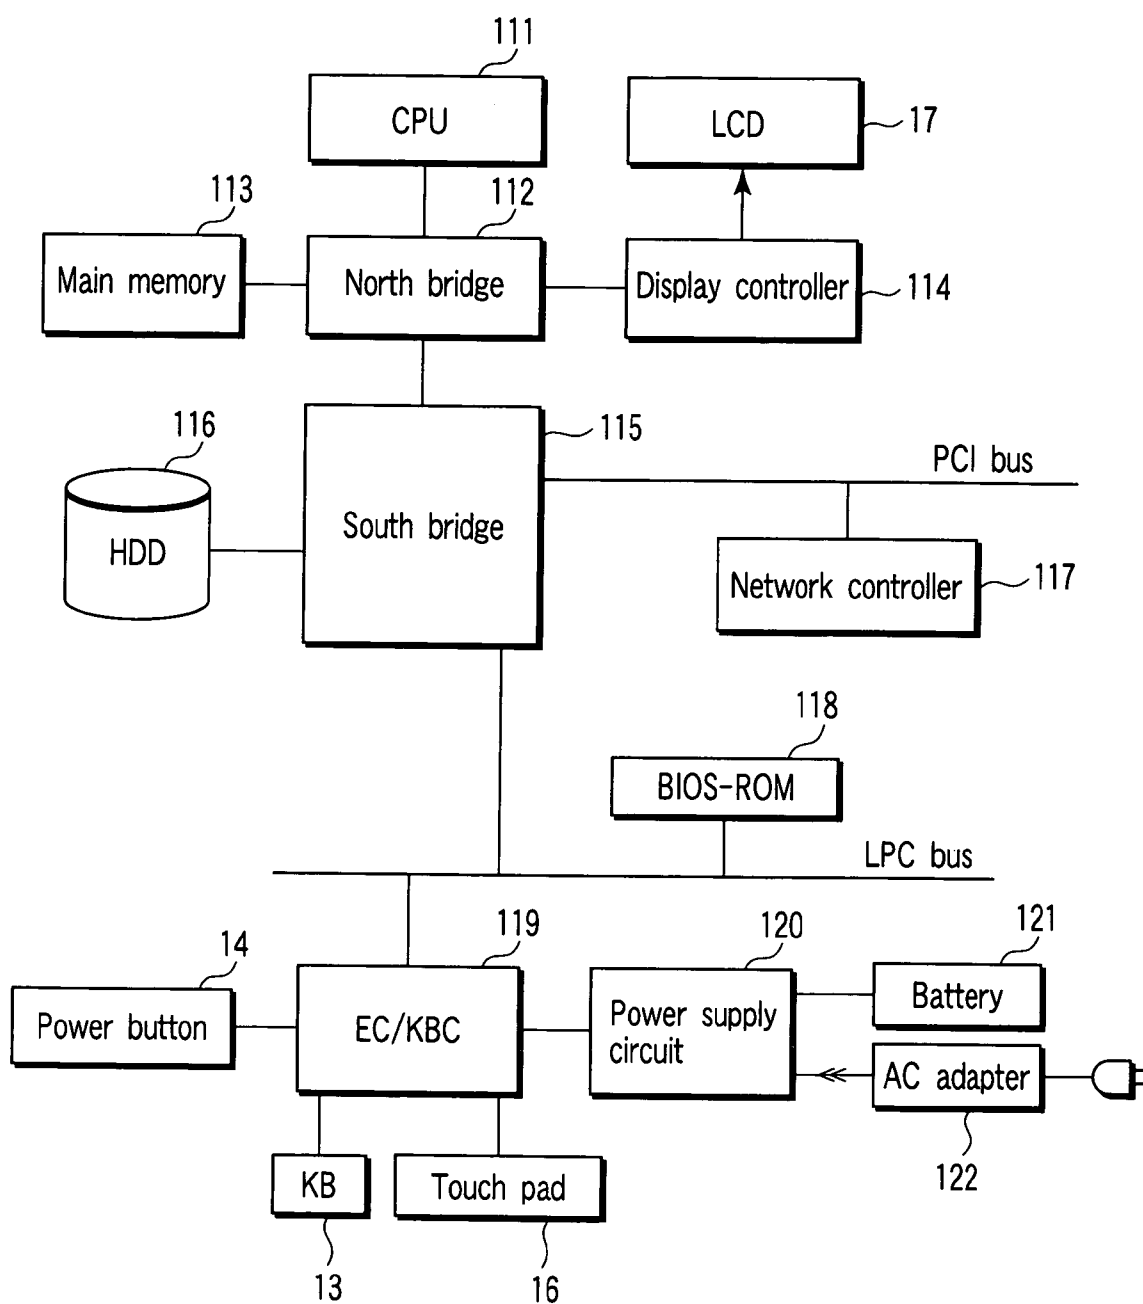 111
CPU
LCD
17
113
112
Main memory
North bridge
Display controller
114
116
115
PCI bus
HDD
South bridge
Network controller
117
118
BIOS-ROM
LPC bus
14
119
120
121
Power button
EC/KBC
Power supply
circuit
Battery
AC adapter
122
KB
Touch pad
13
16